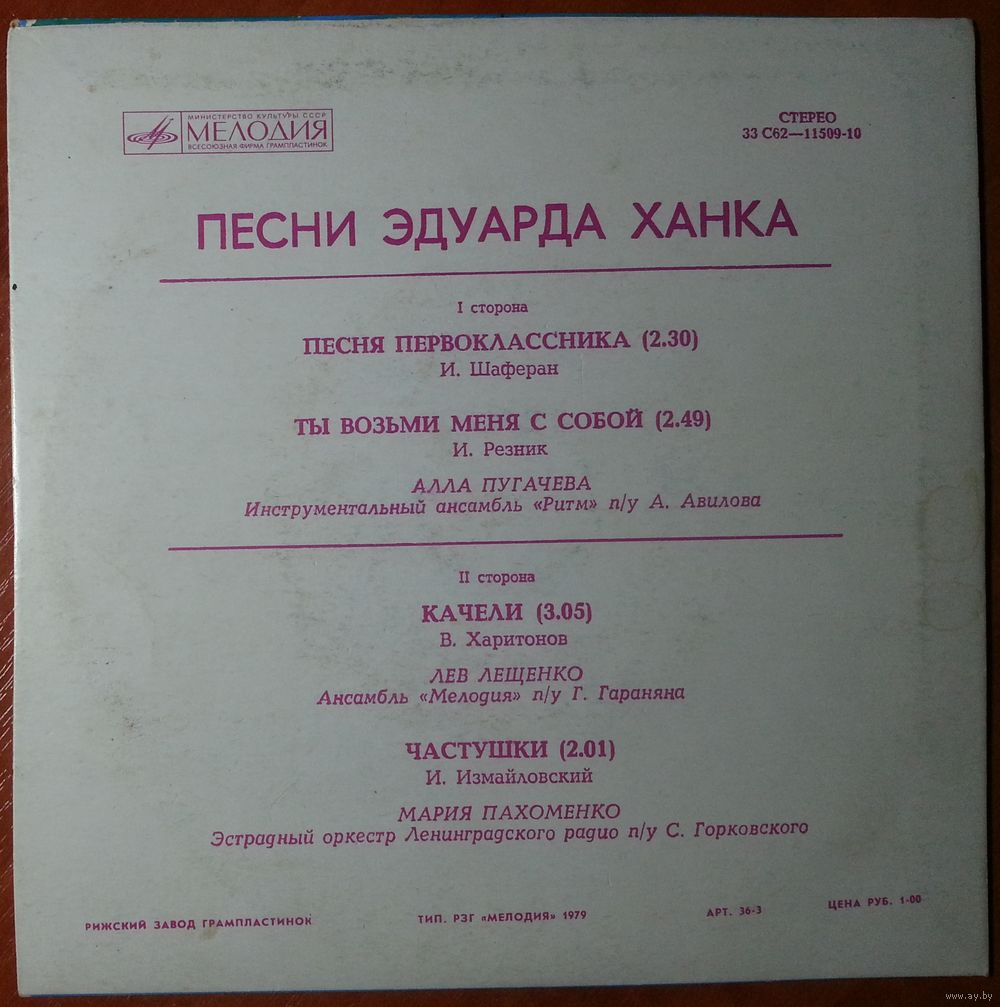 МИНИСТЕРСТВО КУЛЬТУРЫ СССР
МЕЛОДИЯ
ВСЕСОЮЗНАЯ ФИРМА ГРАМПЛАСТИНОК
СТЕРЕО
33 С62—11509-10
ПЕСНИ ЭДУАРДА ХАНКА
I сторона
ПЕСНЯ ПЕРВОКЛАССНИКА (2.30)
И. Шаферан
ТЫ ВОЗЬМИ МЕНЯ С СОБОЙ (2.49)
И. Резник
АЛЛА ПУГАЧЕВА
Инструментальный ансамбль «Ритм» п/у А. Авилова
II сторона
КАЧЕЛИ (3.05)
В. Харитонов
ЛЕВ ЛЕЩЕНКО
Ансамбль «Мелодия» п/у Г. Гараняна
ЧАСТУШКИ (2.01)
И. Измайловский
МАРИЯ ПАХОМЕНКО
Эстрадный оркестр Ленинградского радио п/у С. Горковского
РИЖСКИЙ ЗАВОД ГРАМПЛАСТИНОК ТИП. РЗГ «МЕЛОДИЯ» 1979 АРТ. 36-3 ЦЕНА РУБ. 1-00
www.ay.by